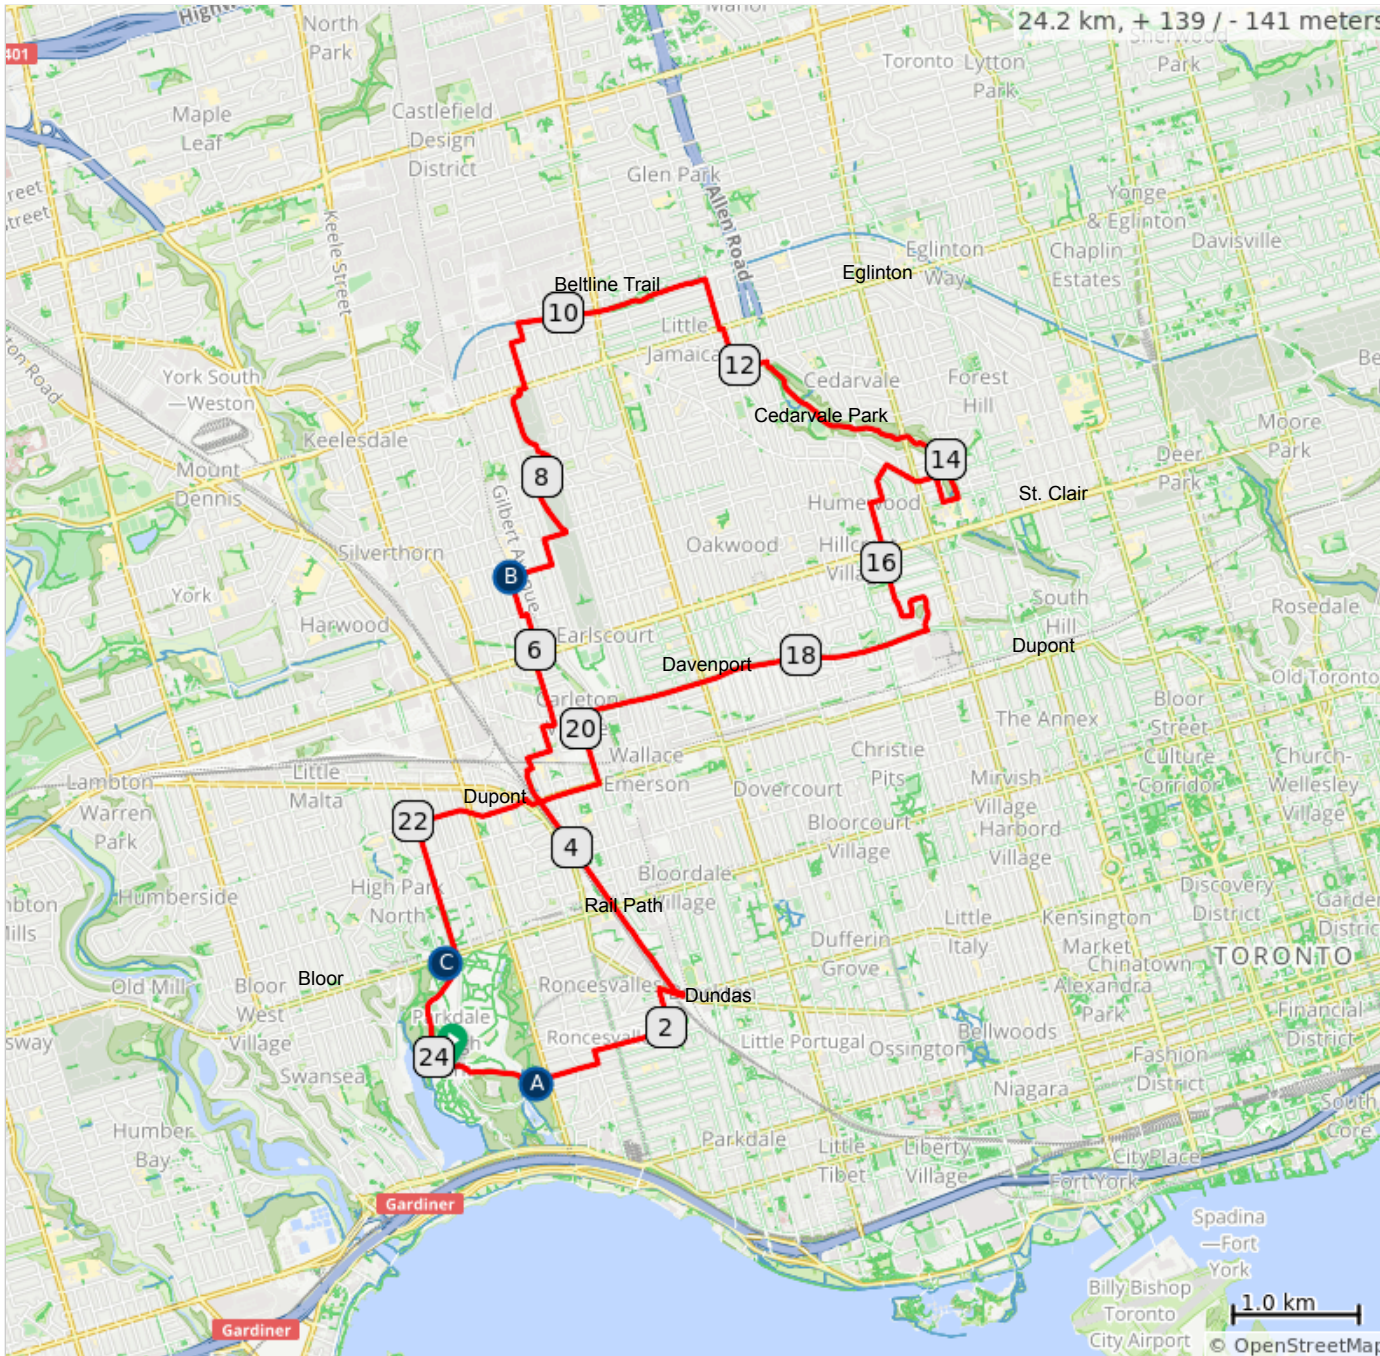 24.2 km, + 139 / - 141 meters
North
Park
401
Toronto
Lytton
Park
Park
Maple
Leaf
Castlefield
Design
District
Glen Park
Allen Road
Keele Street
Yonge
& Eglinton
Davisville
Eglinton
Way
Eglinton
Chaplin
Estates
Beltline Trail
10
Little
Jamaica
12
Cedarvale
Forest
Hill
York South
—Weston
Cedarvale Park
Moore
Park
Keelesdale
14
Deer
Park
Mount
Dennis
8
St. Clair
Humewood
Gilbert Avenue
Silverthorn
Oakwood
16
B
York
South
Hill
Rosedale
Harwood
6
Earlscourt
Dupont
Davenport
18
Old Toronto
Carleton
20
The Annex
Bloor
Street
Culture
Corridor
Wallace
Emerson
Christie
Pits
Church-
Wellesley
Village
Lambton
Little
Malta
Dupont
Dovercourt
Mirvish
Village
Warren
Park
22
4
Bloorcourt
Village
Harbord
Village
Bloordale
Village
High Park
North
Humberside
Discovery
District
Rail Path
Little
Italy
Kensington
Market
Dufferin
Grove
Chinatown
TORONTO
C
Bloor
Old Mill
Bloor
West
Village
Roncesvalles
Dundas
Alexandra
Park
Financial
District
Parkdale
2
Bellwoods
Little Portugal
Ossington
24
Swansea
A
Fashion
District
Niagara
South
Core
Humber
Bay
Parkdale
Little
Tibet
Liberty
Village
CityPlace
Fort York
Gardiner
Spadina
—Fort
York
Billy Bishop
Toronto
City Airport
1.0 km
Gardiner
© OpenStreetMap